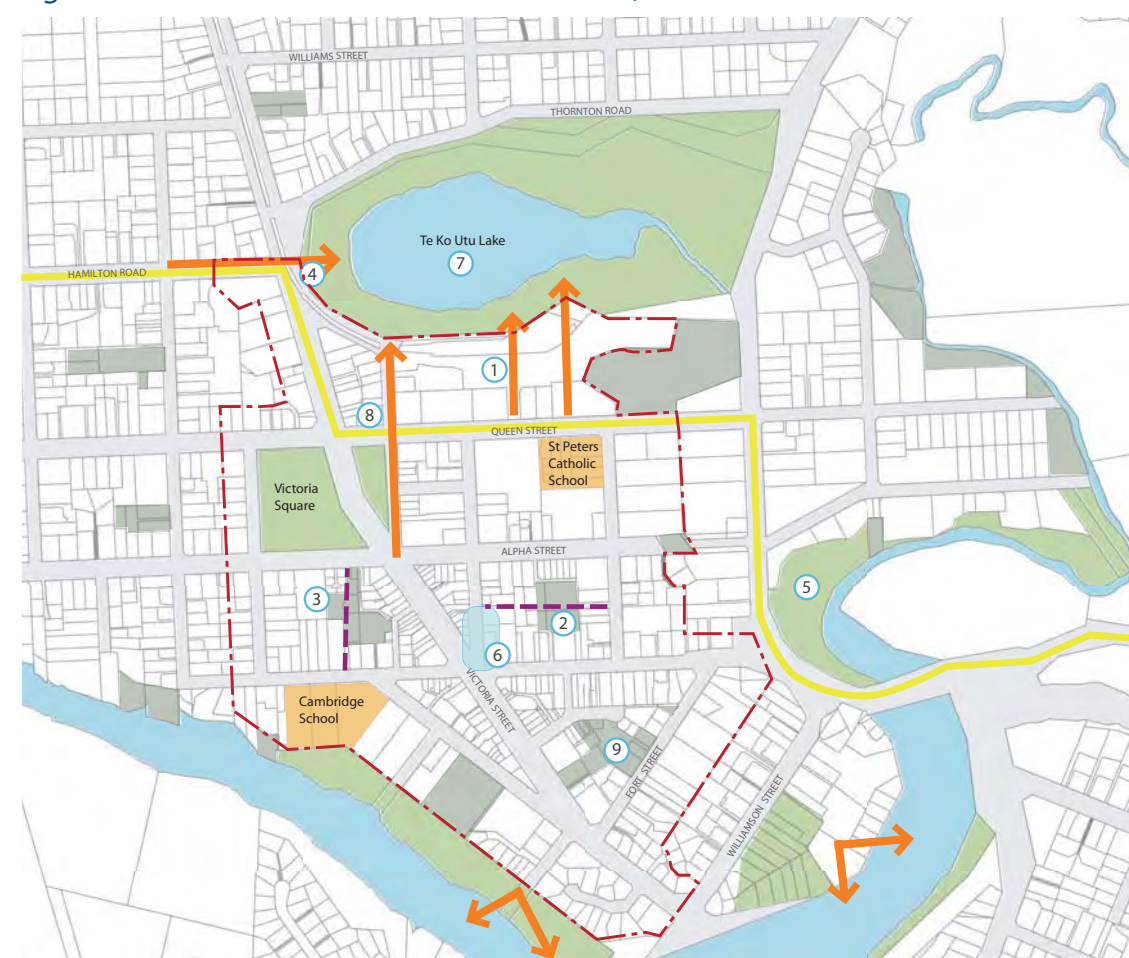 WILLIAMS STREET
THORNTON ROAD
Te Ko Utu Lake
7
HAMILTON ROAD
4
1
8
QUEEN STREET
St Peters
Catholic
School
Victoria
Square
ALPHA STREET
3
2
5
6
VICTORIA STREET
Cambridge
School
9
FORT STREET
WILLIAMSON STREET